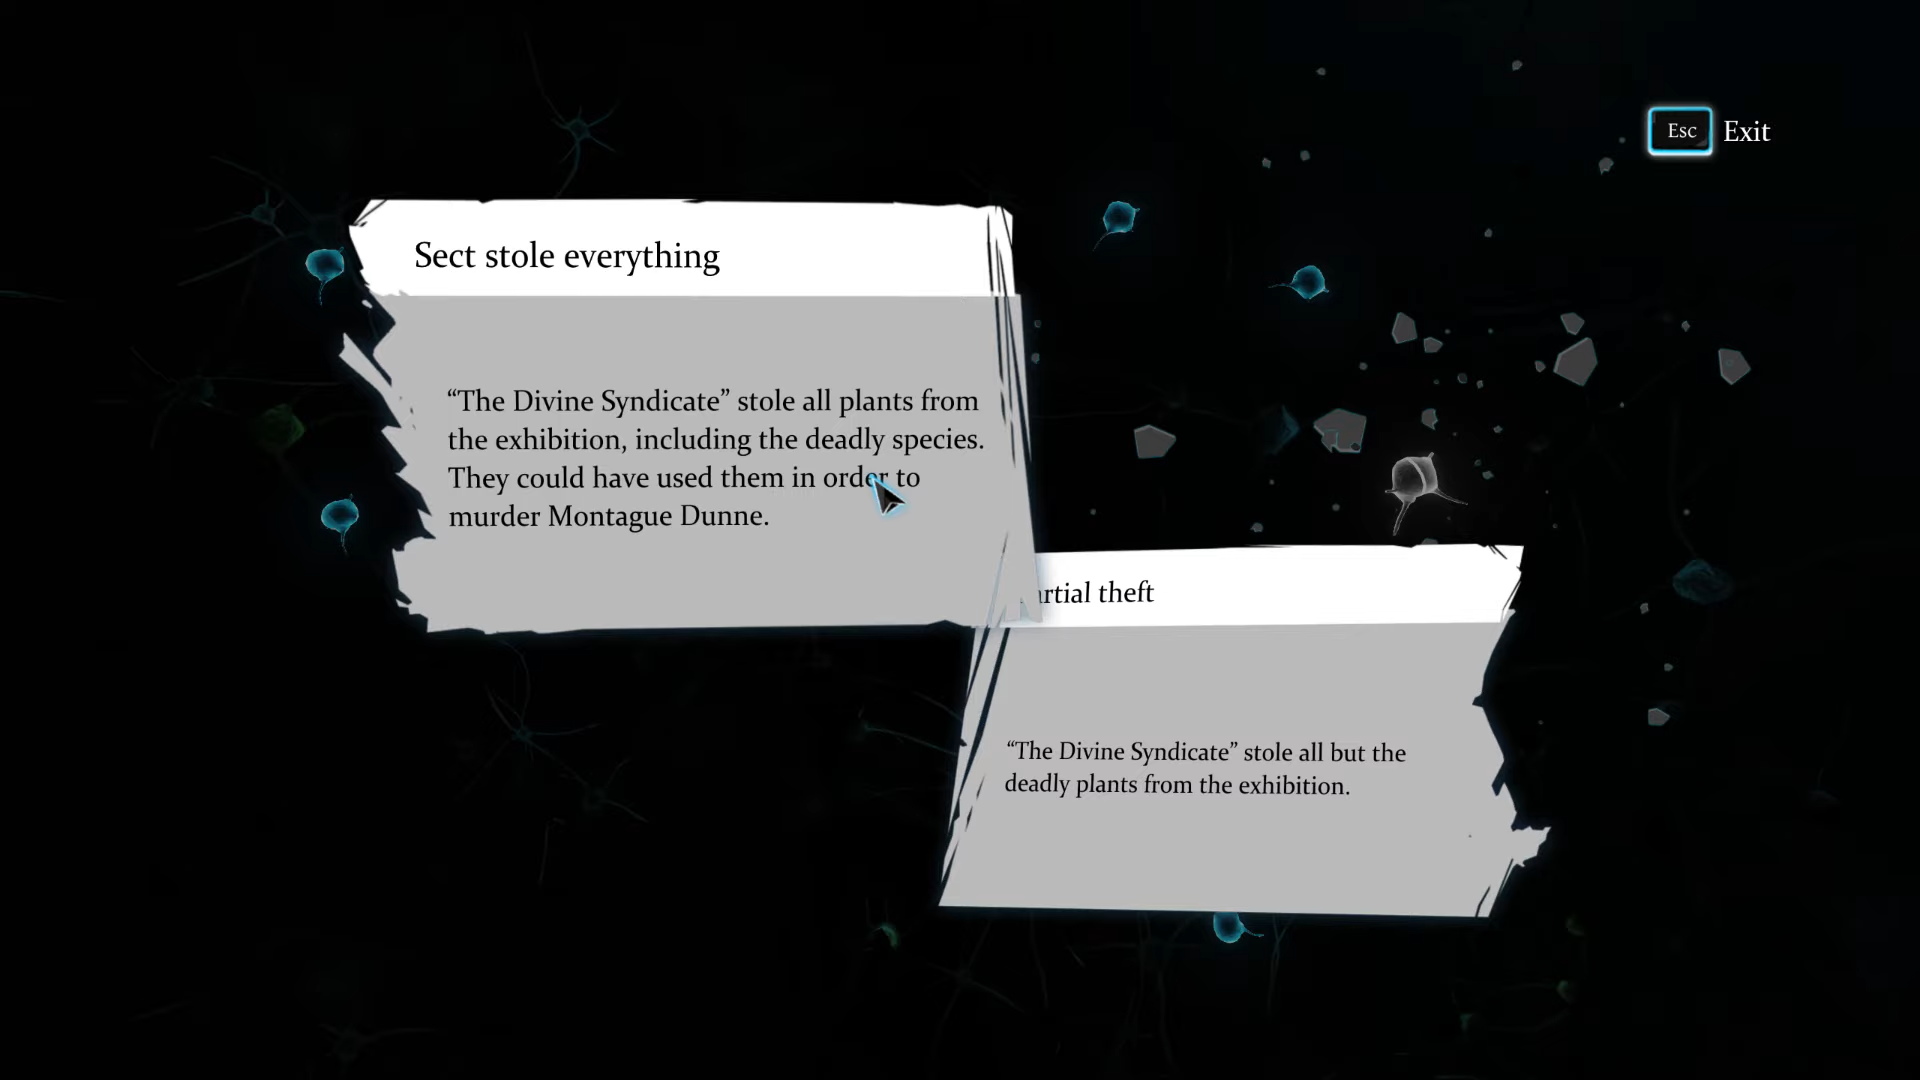 Esc Exit
Sect stole everything
“The Divine Syndicate” stole all plants from
the exhibition, including the deadly species.
They could have used them in order to
murder Montague Dunne.
theft
“The Divine Syndicate” stole all but the
deadly plants from the exhibition.